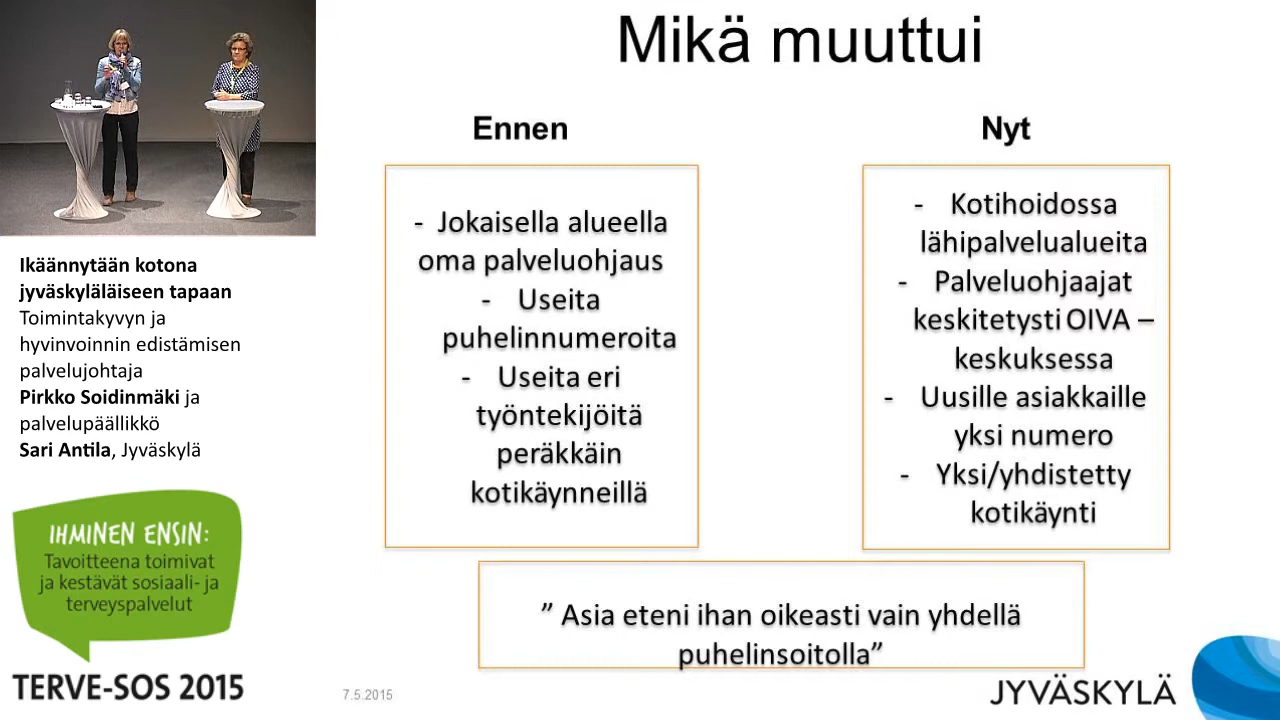 Mikä muuttui
Ennen
- Jokaisella alueella
oma palveluohjaus
- Useita
puhelinnumeroita
- Useita eri
työntekijöitä
peräkkäin
kotikäynneillä
Nyt
- Kotihoidossa
lähipalvelualueita
- Palveluohjaajat
keskitetysti OIVA –
keskuksessa
- Uusille asiakkaille
yksi numero
- Yksi/yhdistetty
kotikäynti
” Asia eteni ihan oikeasti vain yhdellä
puhelinsoitolla”
Ikäännytään kotona
jyväskyläläiseen tapaan
Toimintakyvyn ja
hyvinvoinnin edistämisen
palvelujohtaja
Pirkko Soidinmäki ja
palvelupäällikkö
Sari Antila, Jyväskylä
IHMINEN ENSIN:
Tavoitteena toimivat
ja kestävät sosiaali- ja
terveyspalvelut
TERVE-SOS 2015
7.5.2015
JYVÄSKYLÄ